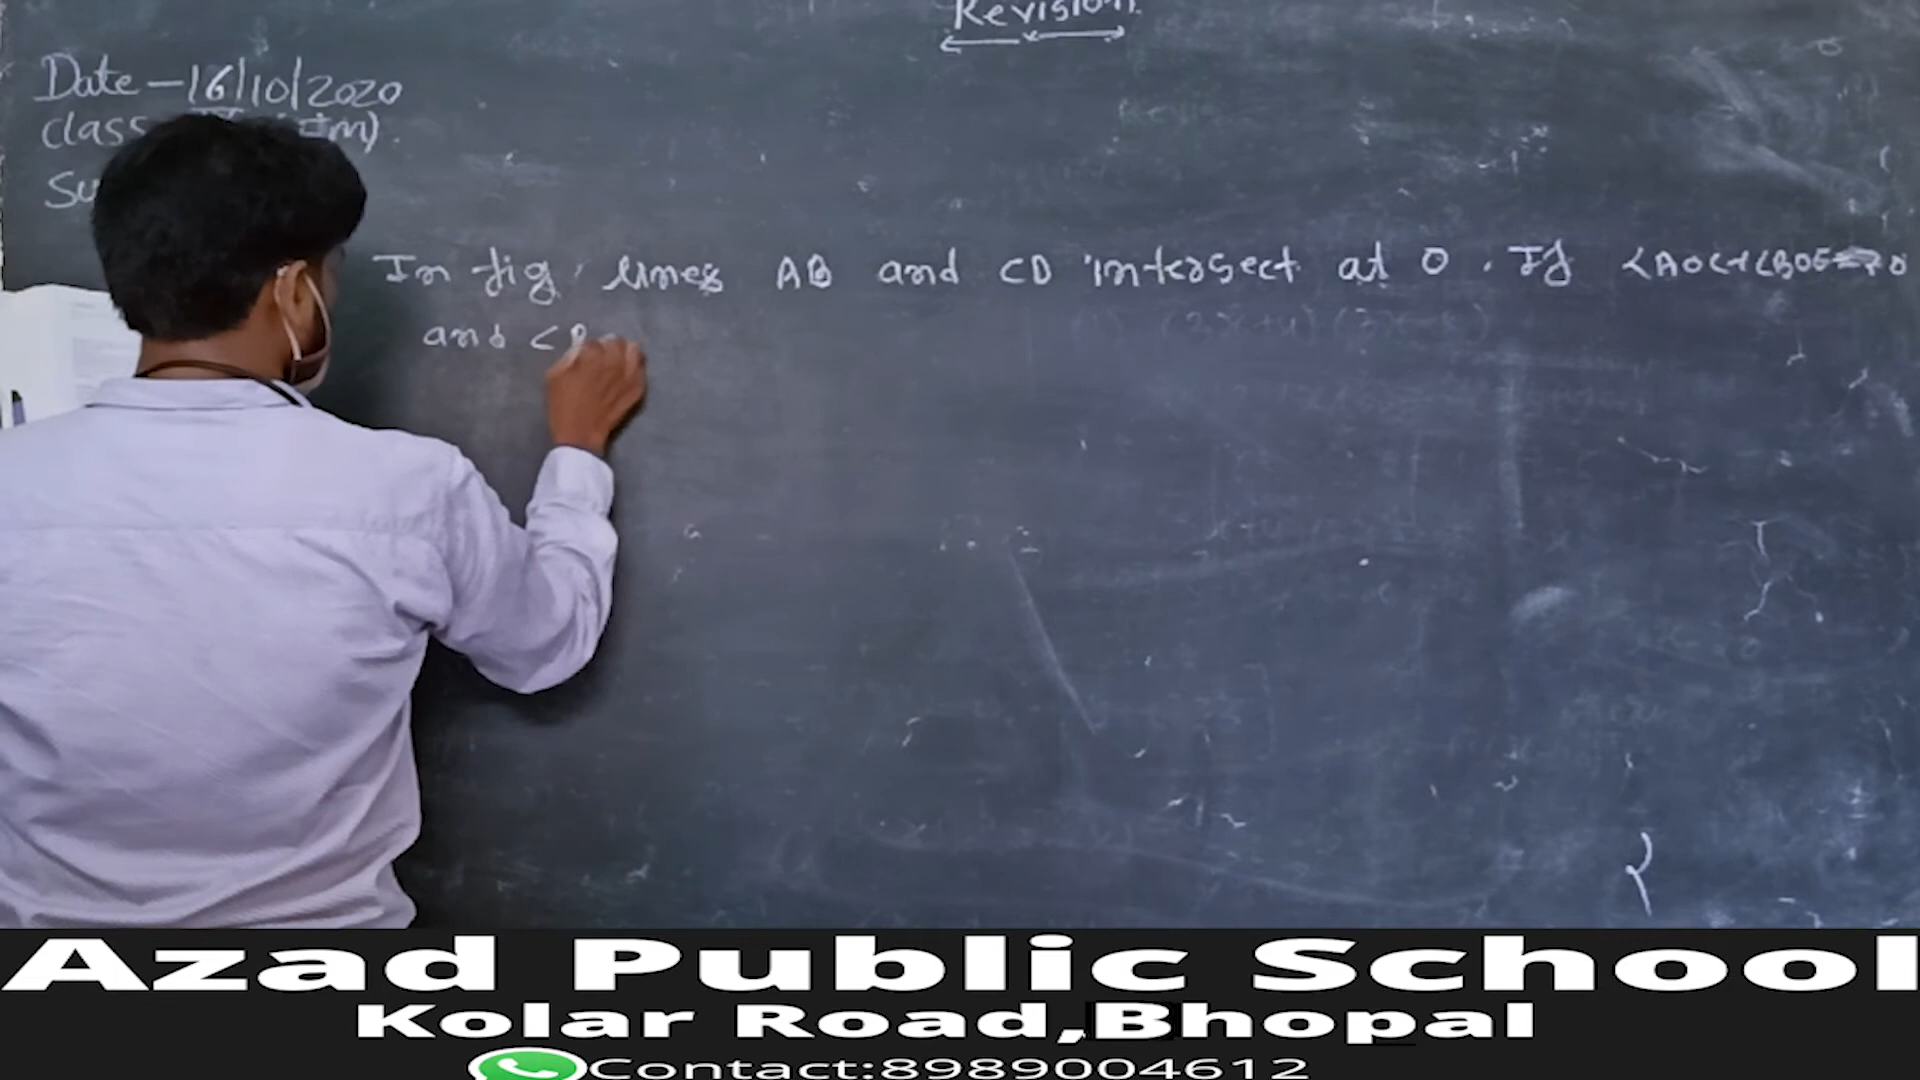 Revision
Date - 16/10/2020
class
Su
In fig, lines AB and CD intersect at O. If <AOC+<BOE=70
and <B
Azad Public School
Kolar Road,Bhopal
Contact:8989004612